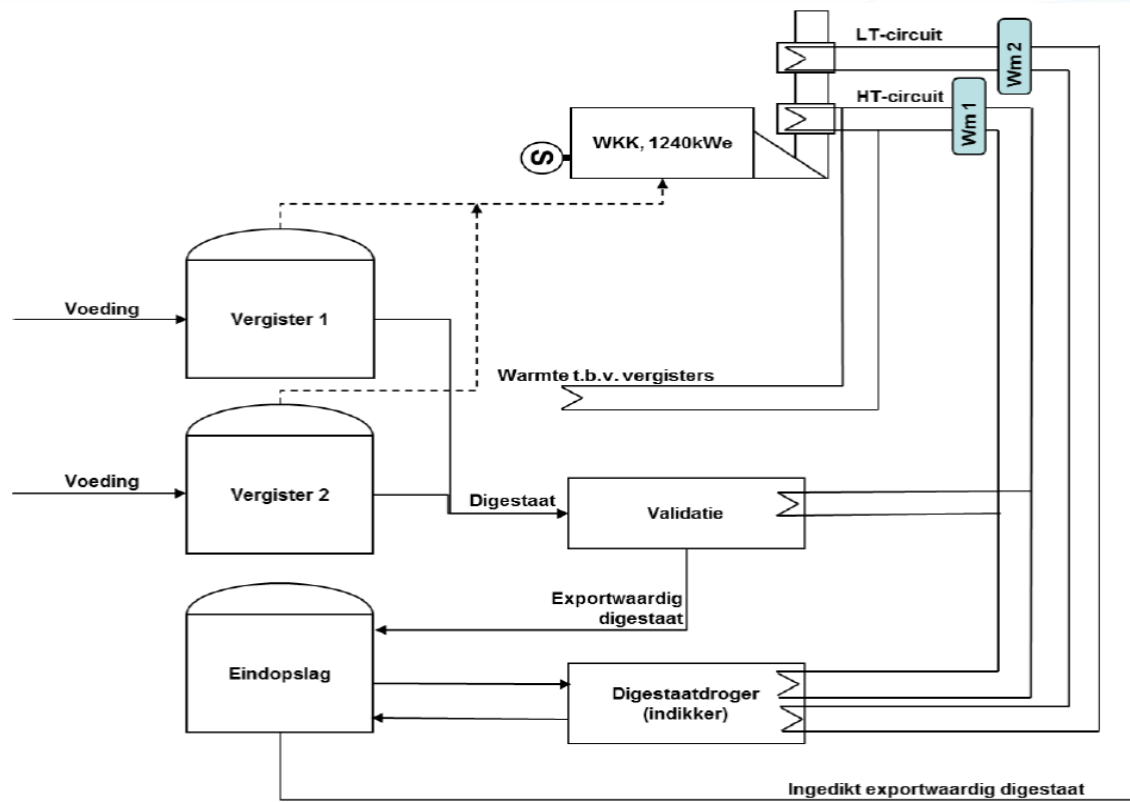 LT-circuit
Wm 2
HT-circuit
Wm 1
WKK, 1240kWe
S
Voeding
Vergister 1
Warmte t.b.v. vergisters
Voeding
Vergister 2
Digestaat
Validatie
Exportwaardig
digestaat
Eindopslag
Digestaatdroger
(indikker)
Ingedikt exportwaardig digestaat